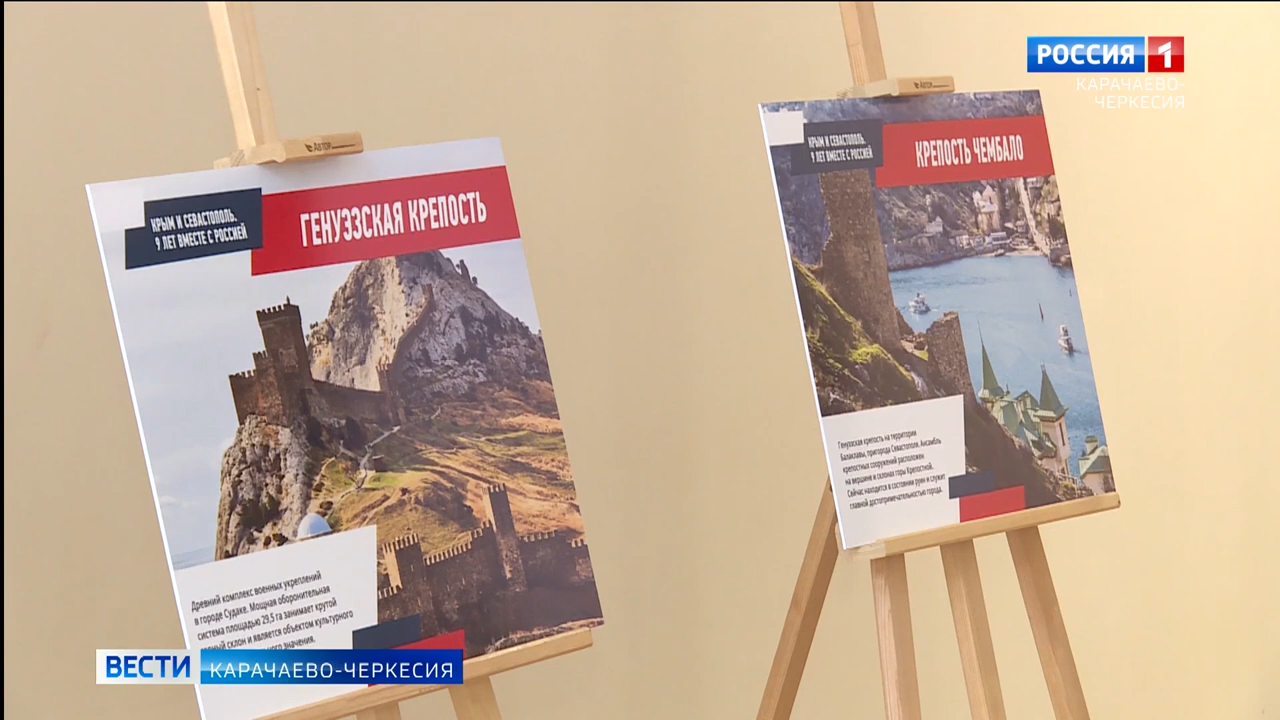 РОССИЯ 1
КАРАЧАЕВО-
ЧЕРКЕСИЯ
Автор
КРЫМ И СЕВАСТОПОЛЬ.
9 ЛЕТ ВМЕСТЕ С РОССИЕЙ
ГЕНУЭЗСКАЯ КРЕПОСТЬ
Древний комплекс военных укреплений
в городе Судаке. Мощная оборонительная
система площадью 29,5 га занимает крутой
склон и является объектом культурного
значения.
Автор
КРЫМ И СЕВАСТОПОЛЬ.
9 ЛЕТ ВМЕСТЕ С РОССИЕЙ
КРЕПОСТЬ ЧЕМБАЛО
Генуэзская крепость на территории
Балаклавы, пригорода Севастополя. Ансамбль
крепостных сооружений расположен
на вершине и склонах горы Крепостной.
Сейчас находится в состоянии руин и служит
главной достопримечательностью города.
ВЕСТИ КАРАЧАЕВО-ЧЕРКЕСИЯ